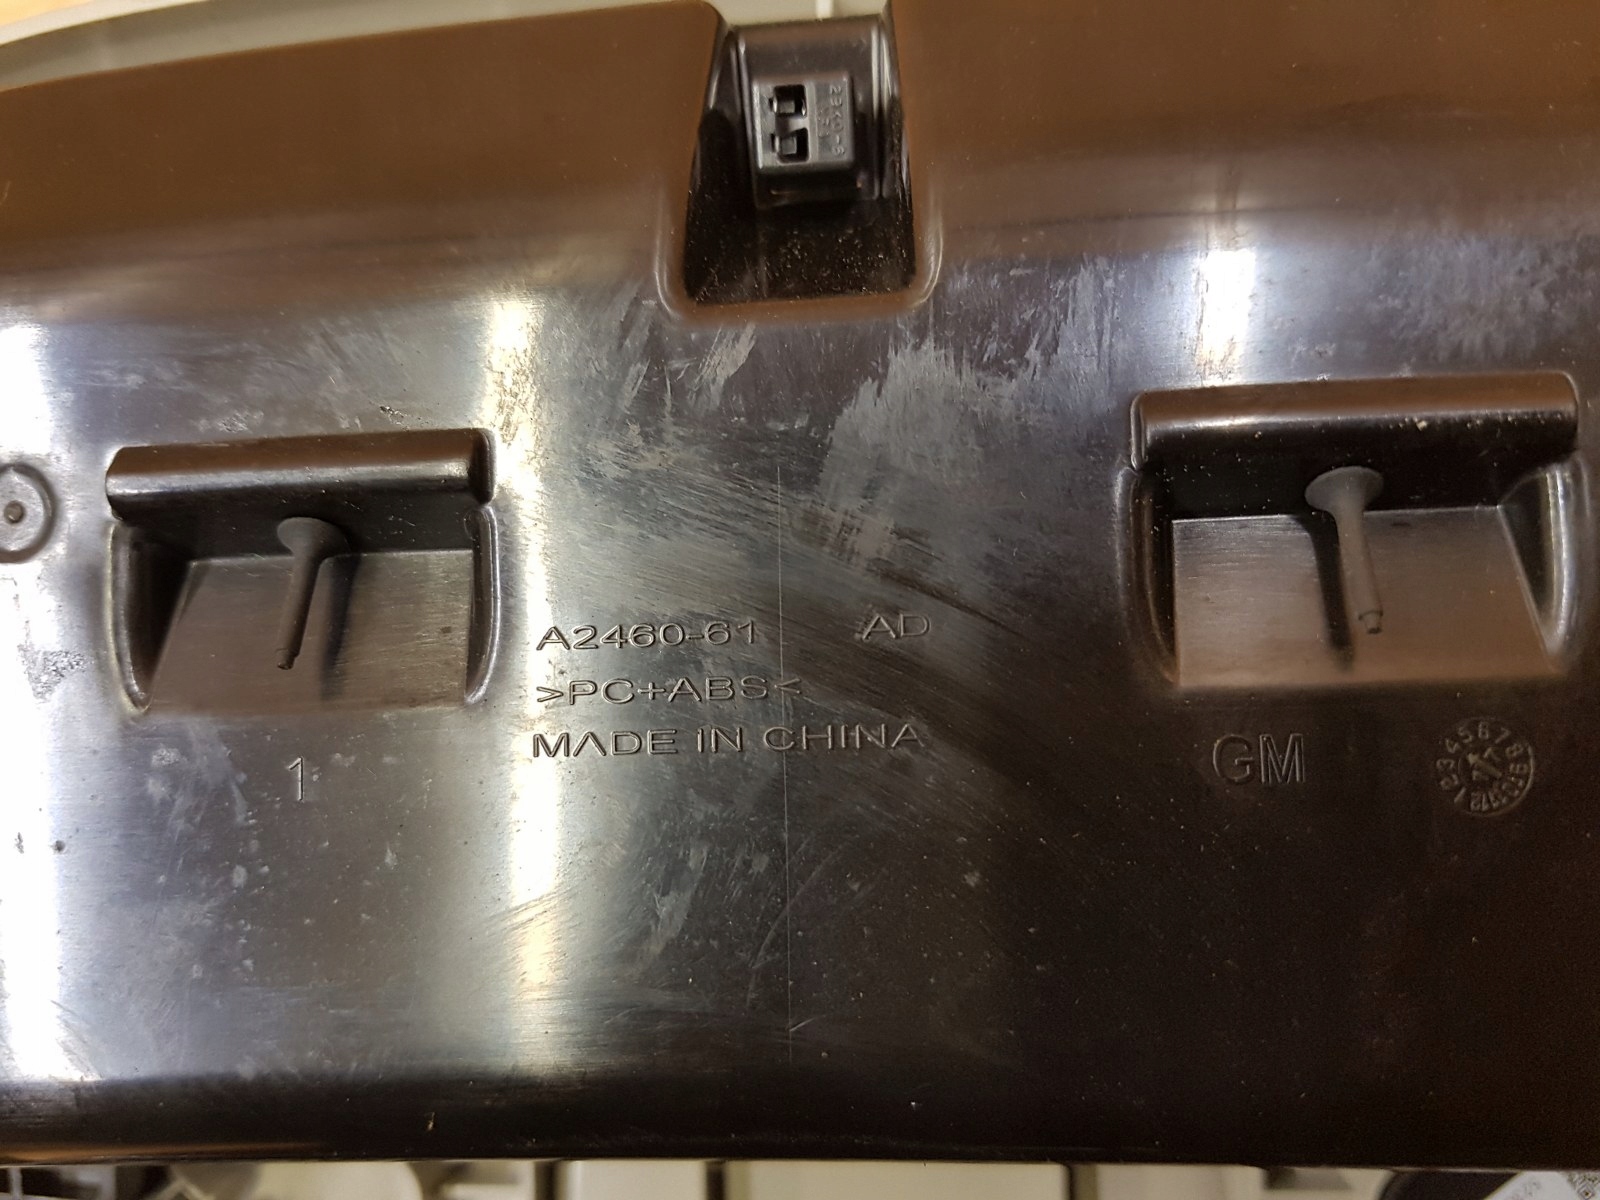 A2460-61 AD
>PC+ABS<
MADE IN CHINA
1
GM